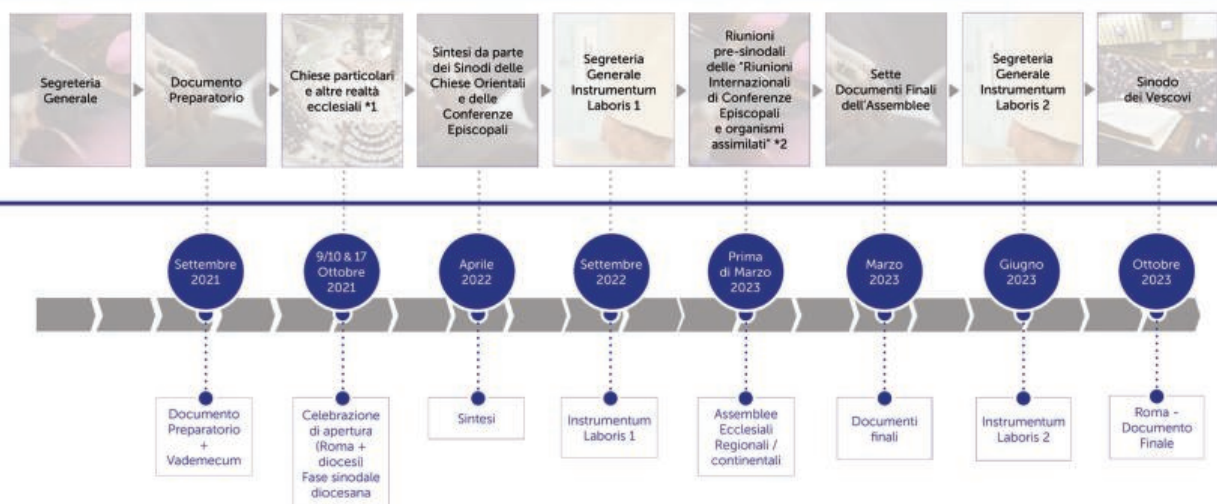 Segreteria
Generale
Documento
Preparatorio
Chiese particolari
e altre realtà
ecclesiali *1
Sintesi da parte
dei Sinodi delle
Chiese Orientali
e delle
Conferenze
Episcopali
Segreteria
Generale
Instrumentum
Laboris 1
Riunioni
pre-sinodali
delle "Riunioni
Internazionali
di Conferenze
Episcopali
e organismi
assimilati" *2
Sette
Documenti Finali
dell'Assemblee
Segreteria
Generale
Instrumentum
Laboris 2
Sinodo
dei Vescovi
Settembre
2021
9/10 & 17
Ottobre
2021
Aprile
2022
Settembre
2022
Prima
di Marzo
2023
Marzo
2023
Giugno
2023
Ottobre
2023
Documento
Preparatorio
+
Vademecum
Celebrazione
di apertura
(Roma +
diocesi)
Fase sinodale
diocesana
Sintesi
Instrumentum
Laboris 1
Assemblee
Ecclesiali
Regionali /
continentali
Documenti
finali
Instrumentum
Laboris 2
Roma -
Documento
Finale